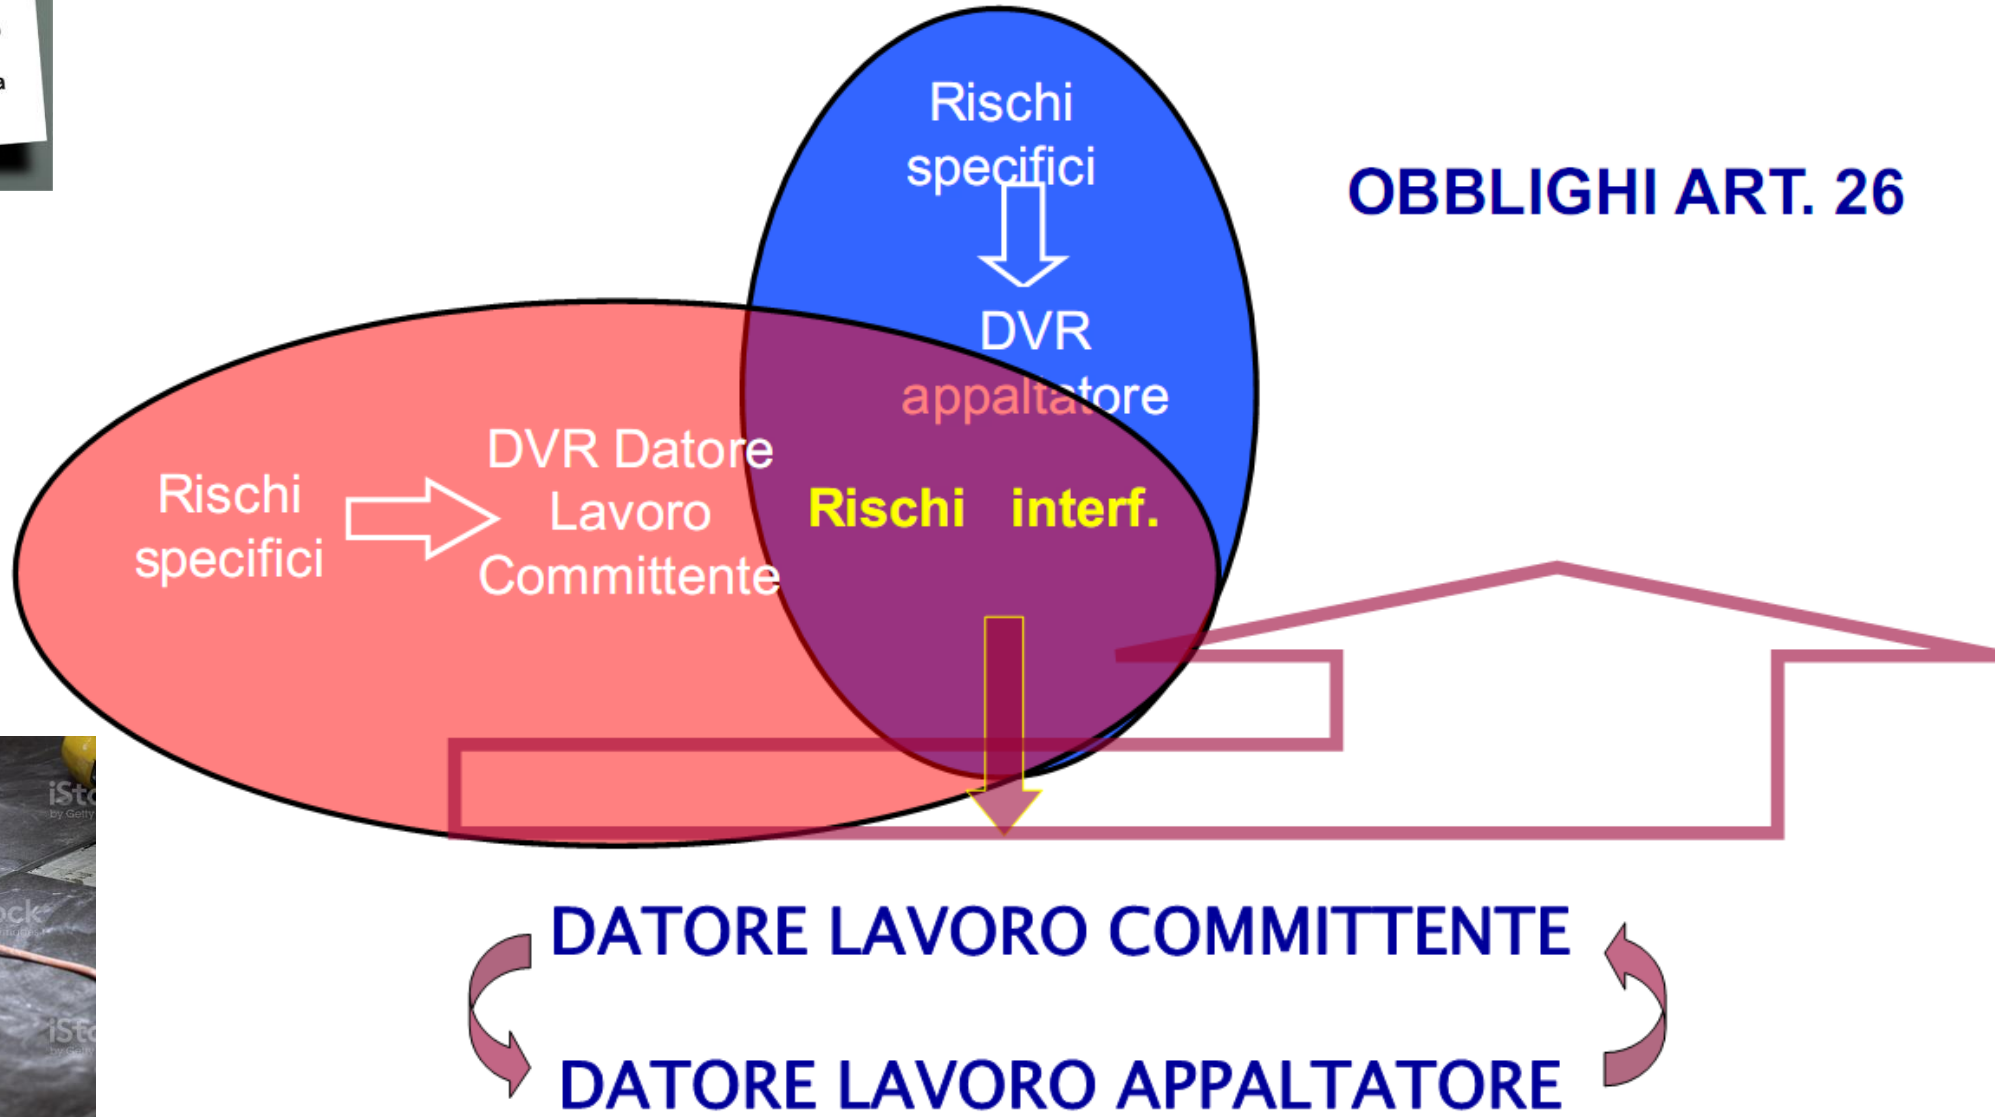 Rischi
specifici
OBBLIGHI ART. 26
DVR
appaltatore
DVR Datore
Lavoro
Committente
Rischi
specifici
Rischi interf.
DATORE LAVORO COMMITTENTE
DATORE LAVORO APPALTATORE